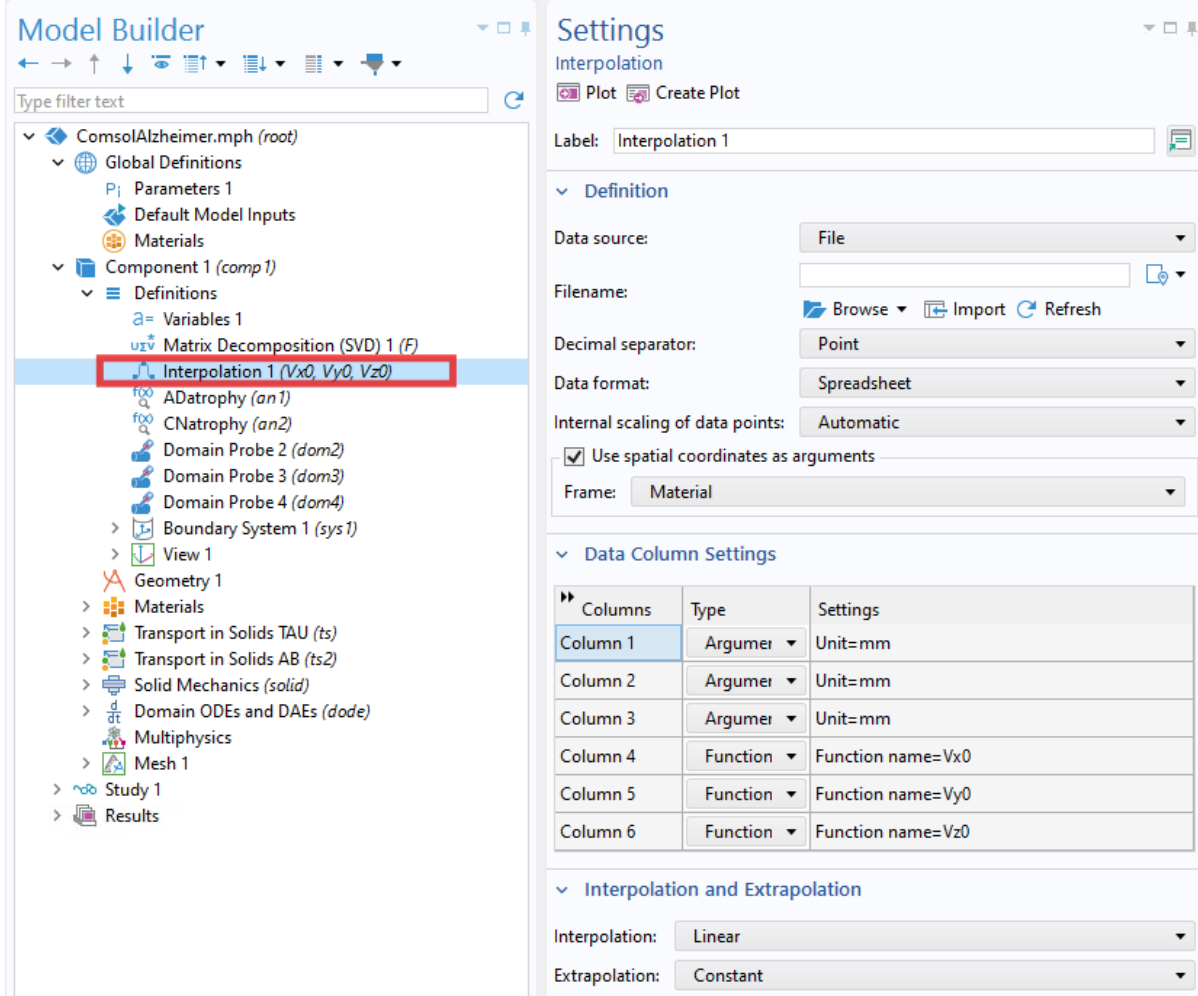 Model Builder
Type filter text
ComsolAlzheimer.mph (root)
Global Definitions
Pi Parameters 1
Default Model Inputs
Materials
Component 1 (comp1)
Definitions
a= Variables 1
UΣV* Matrix Decomposition (SVD) 1 (F)
Interpolation 1 (Vx0, Vy0, Vz0)
f(x) ADatrophy (an1)
f(x) CNatrophy (an2)
Domain Probe 2 (dom2)
Domain Probe 3 (dom3)
Domain Probe 4 (dom4)
Boundary System 1 (sys1)
View 1
Geometry 1
Materials
Transport in Solids TAU (ts)
Transport in Solids AB (ts2)
Solid Mechanics (solid)
d/dt Domain ODEs and DAEs (dode)
Multiphysics
Mesh 1
Study 1
Results
Settings
Interpolation
Plot Create Plot
Label: Interpolation 1
Definition
Data source: File
Filename:
Browse Import Refresh
Decimal separator: Point
Data format: Spreadsheet
Internal scaling of data points: Automatic
Use spatial coordinates as arguments
Frame: Material
Data Column Settings
Columns Type Settings
Column 1 Argumer Unit=mm
Column 2 Argumer Unit=mm
Column 3 Argumer Unit=mm
Column 4 Function Function name=Vx0
Column 5 Function Function name=Vy0
Column 6 Function Function name=Vz0
Interpolation and Extrapolation
Interpolation: Linear
Extrapolation: Constant